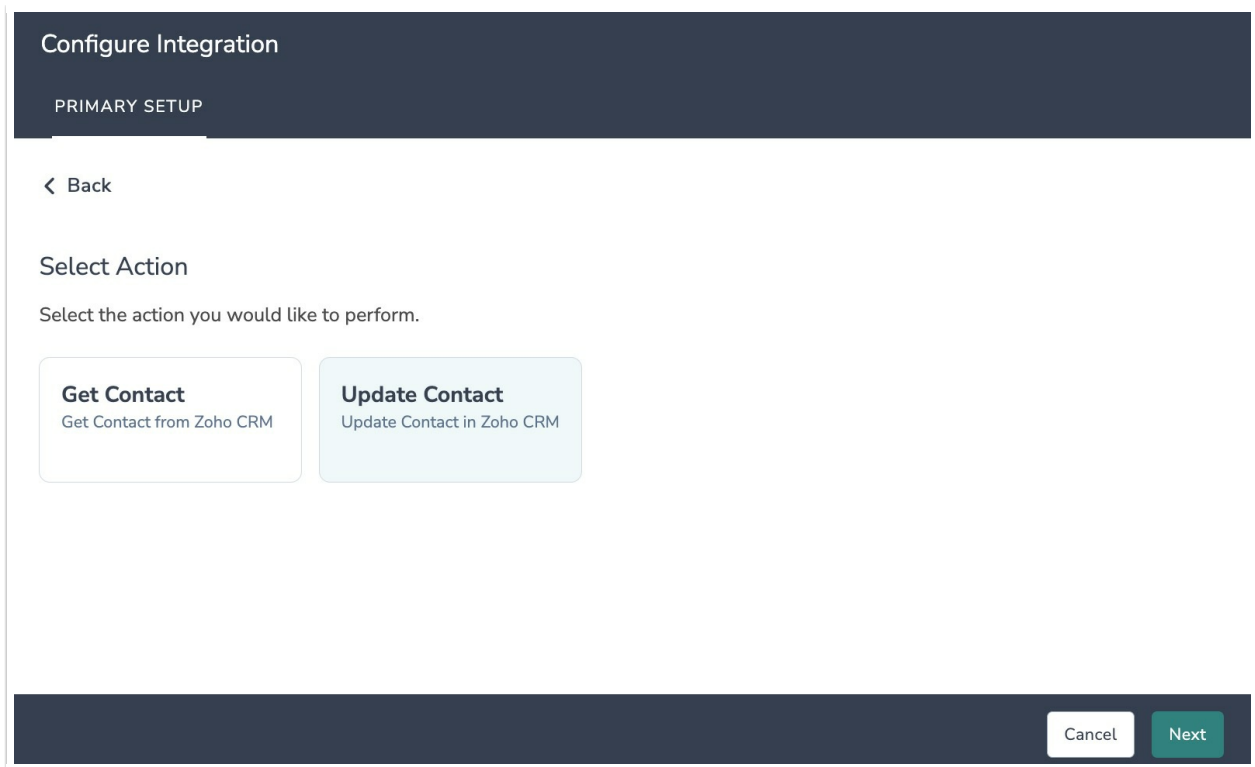 Configure Integration
PRIMARY SETUP
Back
Select Action
Select the action you would like to perform.
Get Contact
Get Contact from Zoho CRM
Update Contact
Update Contact in Zoho CRM
Cancel
Next